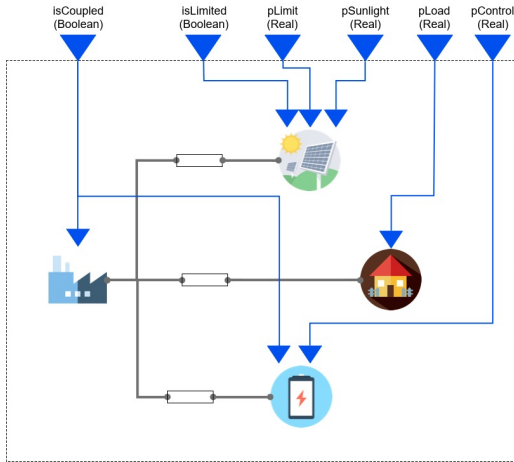 isCoupled
(Boolean)
isLimited
(Boolean)
pLimit
(Real)
pSunlight
(Real)
pLoad
(Real)
pControl
(Real)